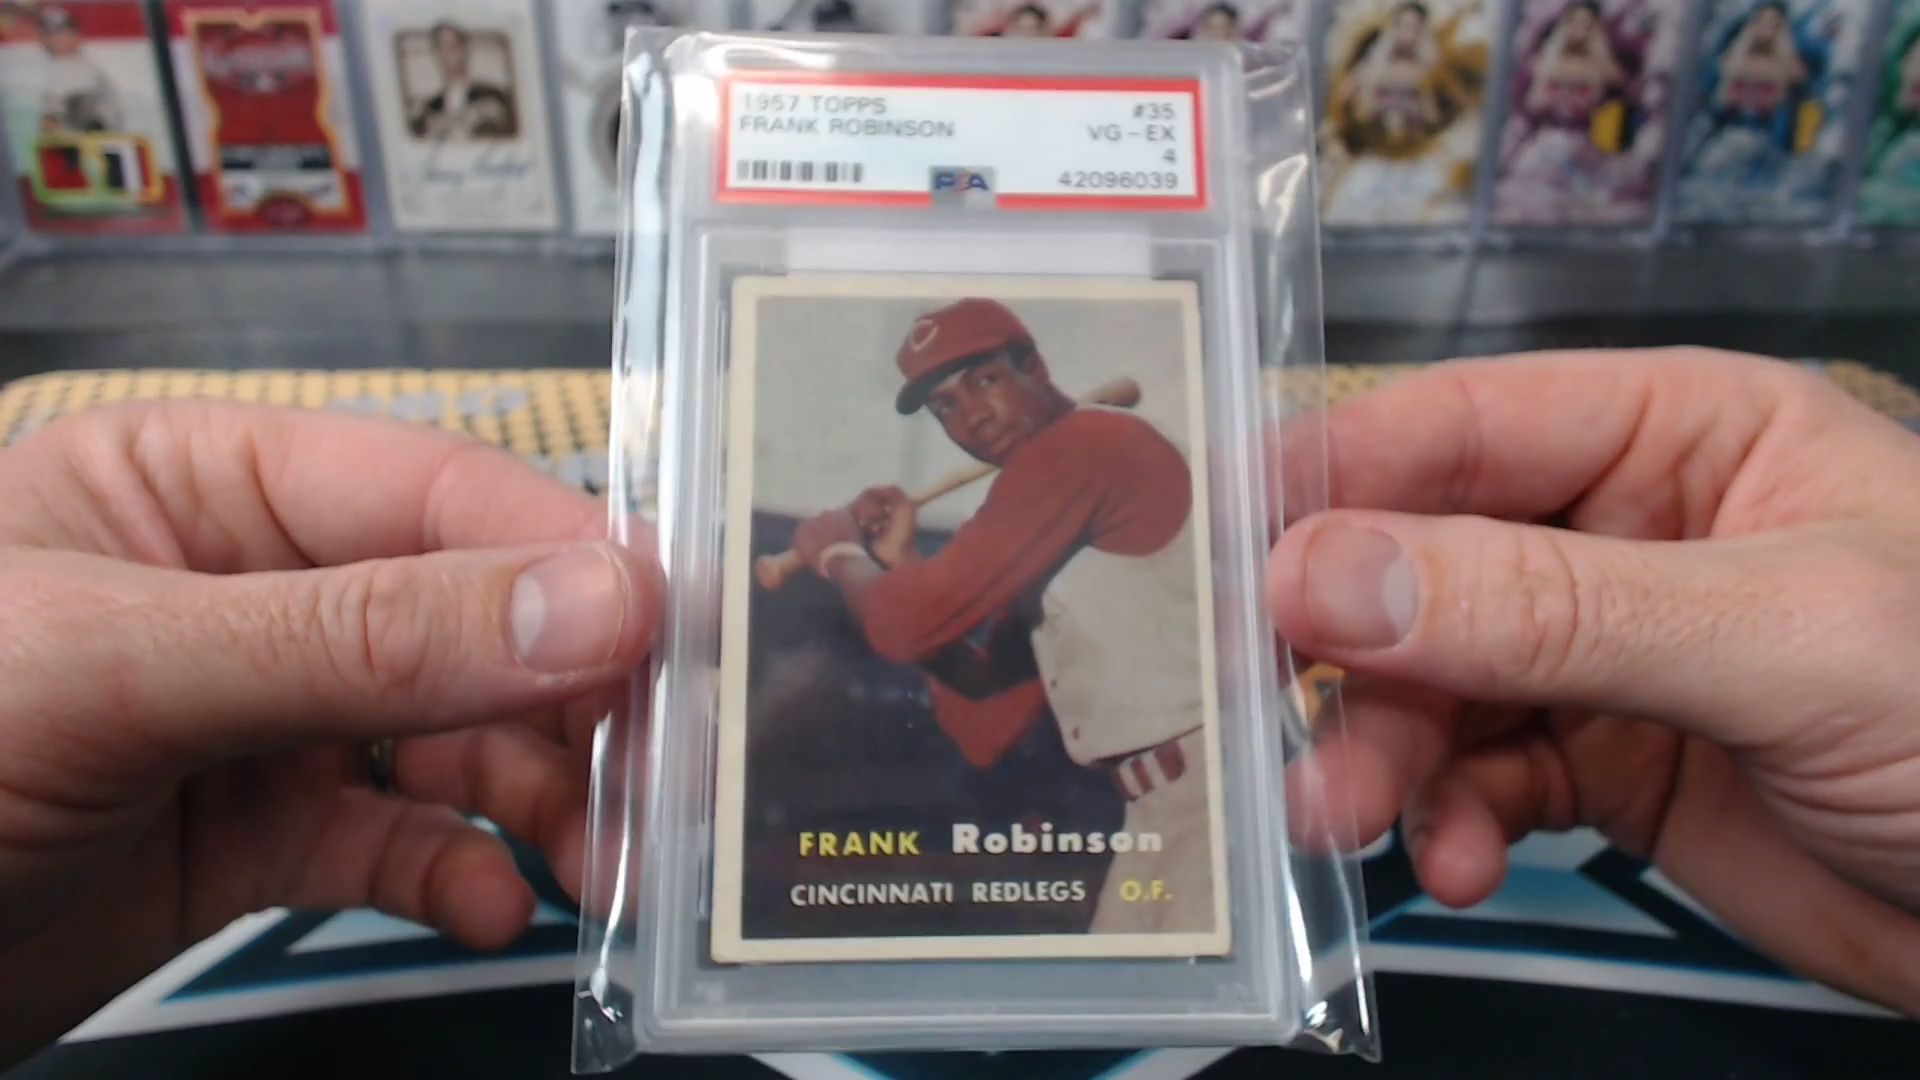 1957 TOPPS
#35
FRANK ROBINSON
VG-EX
4
PSA
42096039
FRANK Robinson
CINCINNATI REDLEGS O.F.